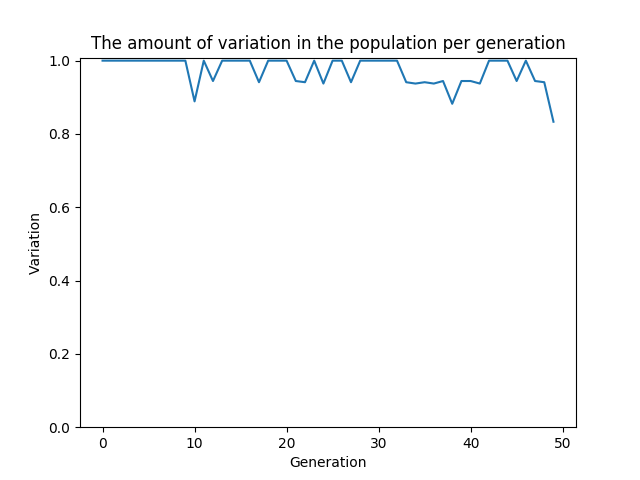 The amount of variation in the population per generation
1.0
0.8
0.6
0.4
0.2
0.0
Variation
0 10 20 30 40 50
Generation